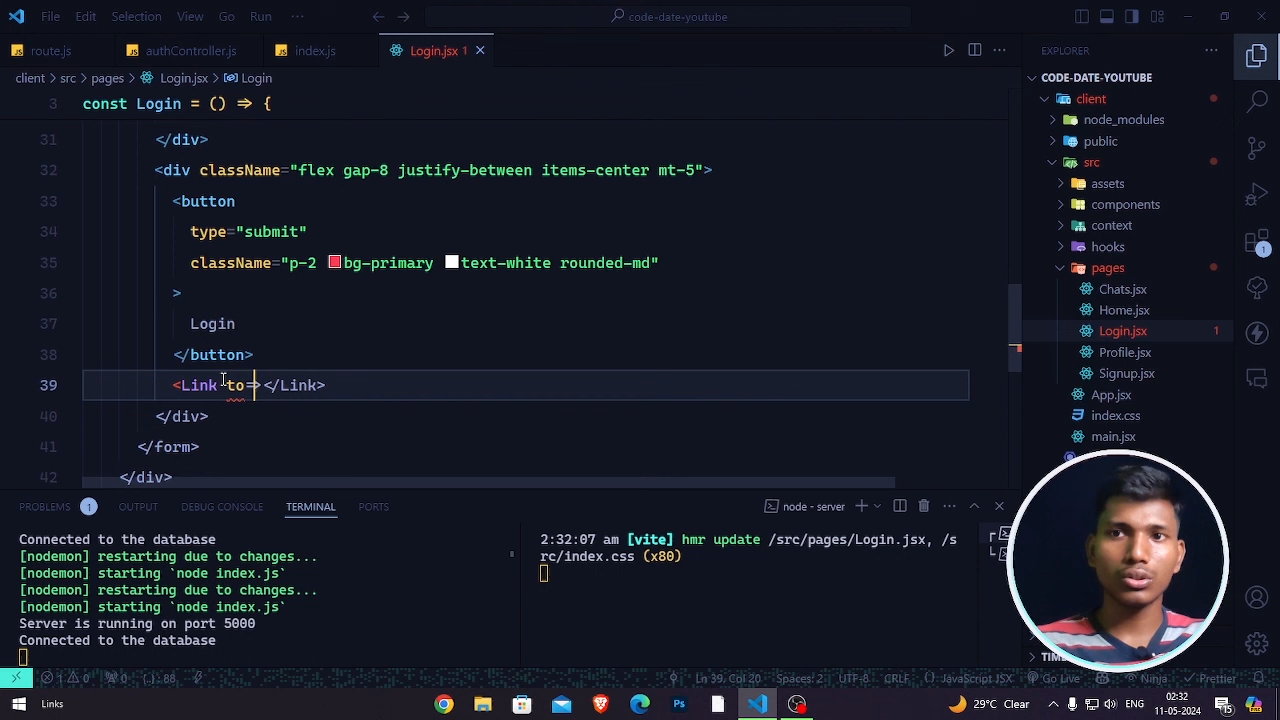 File Edit Selection View Go Run ··· code-date-youtube
route.js authController.js index.js Login.jsx 1
EXPLORER
client > src > pages > Login.jsx > Login
CODE-DATE-YOUTUBE
3 const Login = () => {
client
node_modules
public
src
assets
components
context
hooks
pages
Chats.jsx
Home.jsx
Login.jsx 1
Profile.jsx
Signup.jsx
App.jsx
index.css
main.jsx
31 </div>
32 <div className="flex gap-8 justify-between items-center mt-5">
33 <button
34 type="submit"
35 className="p-2 bg-primary text-white rounded-md"
36 >
37 Login
38 </button>
39 <Link to=></Link>
40 </div>
41 </form>
42 </div>
PROBLEMS 1 OUTPUT DEBUG CONSOLE TERMINAL PORTS node - server
Connected to the database
[nodemon] restarting due to changes...
[nodemon] starting `node index.js`
[nodemon] restarting due to changes...
[nodemon] starting `node index.js`
Server is running on port 5000
Connected to the database
2:32:07 am [vite] hmr update /src/pages/Login.jsx, /s
rc/index.css (x80)
1 0 0 {..}: 88 Ln 39, Col 20 Spaces: 2 UTF-8 CRLF {} JavaScript JSX Go Live Ninja Prettier
Links 29°C Clear ENG 02:32
11-05-2024